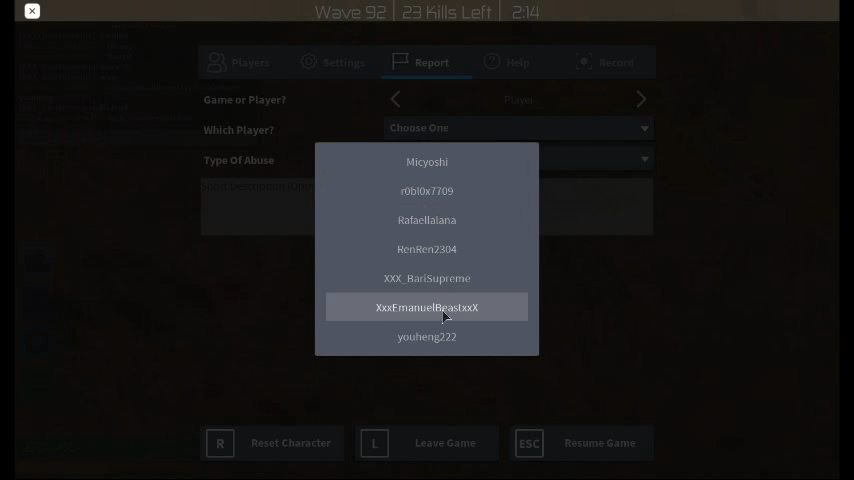 Wave 92 | 23 Kills Left | 2:14
Players
Settings
Report
Help
Record
Game or Player?
Player
Which Player?
Choose One
Type Of Abuse
Micyoshi
r0bl0x7709
Rafaellalana
RenRen2304
XXX_BariSupreme
XxxEmanuelBeastxxX
youheng222
R Reset Character
L Leave Game
ESC Resume Game